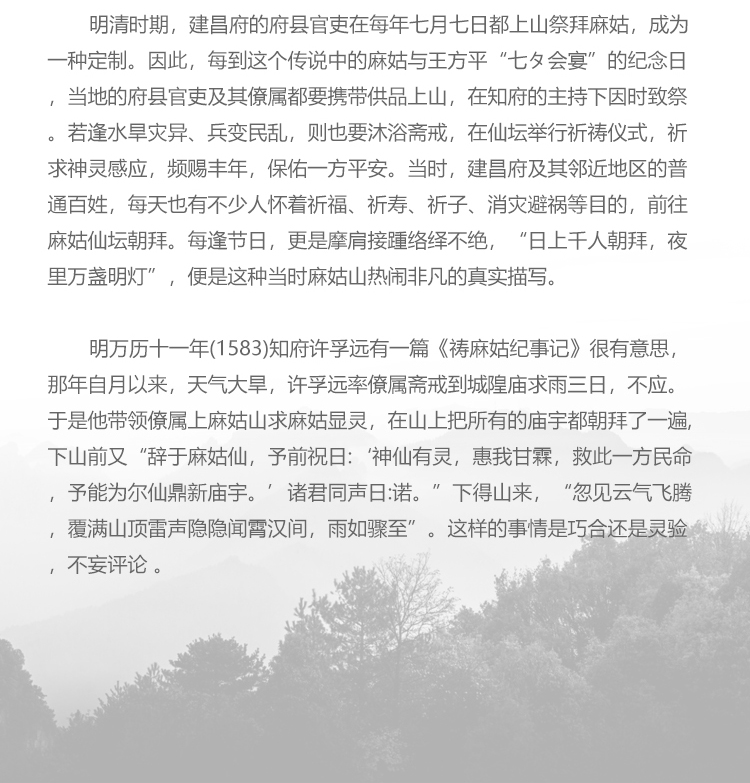 明清时期，建昌府的府县官吏在每年七月七日都上山祭拜麻姑，成为
一种定制。因此，每到这个传说中的麻姑与王方平“七夕会宴”的纪念日
，当地的府县官吏及其僚属都要携带供品上山，在知府的主持下因时致祭
。若逢水旱灾异、兵变民乱，则也要沐浴斋戒，在仙坛举行祈祷仪式，祈
求神灵感应，频赐丰年，保佑一方平安。当时，建昌府及其邻近地区的普
通百姓，每天也有不少人怀着祈福、祈寿、祈子、消灾避祸等目的，前往
麻姑仙坛朝拜。每逢节日，更是摩肩接踵络绎不绝，“日上千人朝拜，夜
里万盏明灯”，便是这种当时麻姑山热闹非凡的真实描写。
明万历十一年(1583)知府许孚远有一篇《祷麻姑纪事记》很有意思，
那年自月以来，天气大旱，许孚远率僚属斋戒到城隍庙求雨三日，不应。
于是他带领僚属上麻姑山求麻姑显灵，在山上把所有的庙宇都朝拜了一遍,
下山前又“辞于麻姑仙，予前祝日:‘神仙有灵，惠我甘霖，救此一方民命
，予能为尔仙鼎新庙宇。’诸君同声日:诺。”下得山来，“忽见云气飞腾
，覆满山顶雷声隐隐闻霄汉间，雨如骤至”。这样的事情是巧合还是灵验
，不妄评论 。